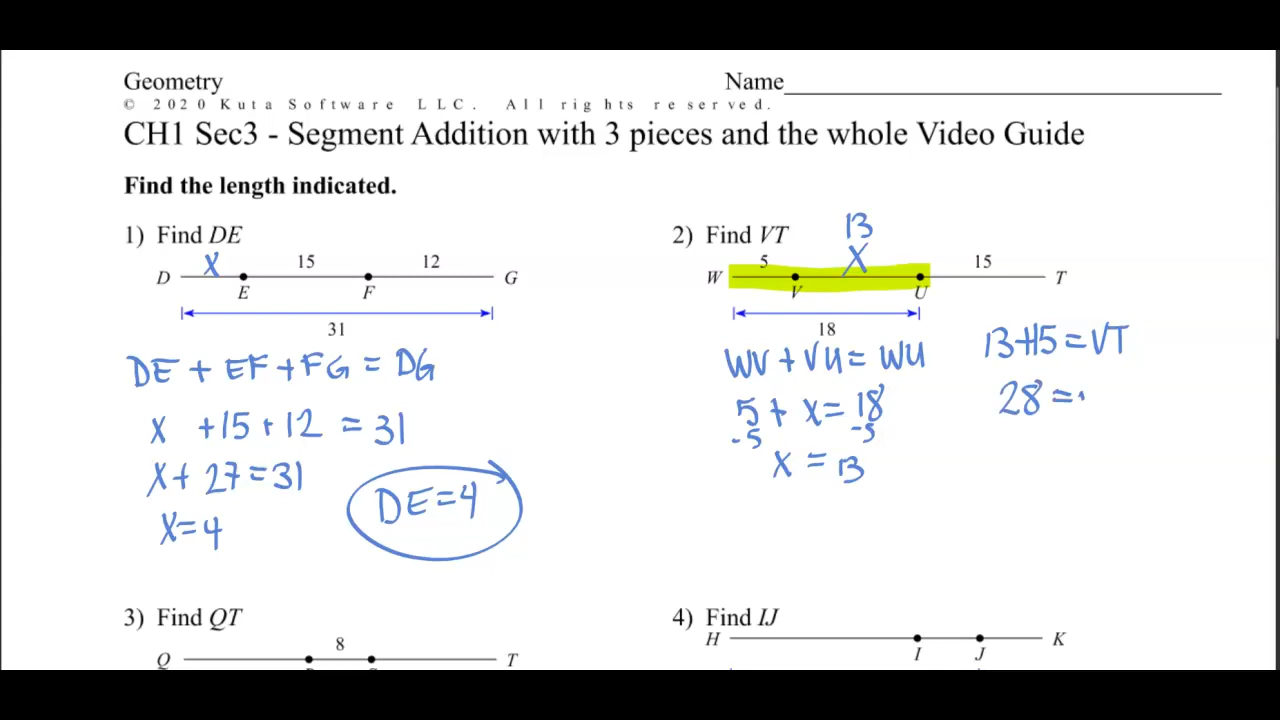 Geometry
Name
© 2020 Kuta Software LLC. All rights reserved.
CH1 Sec3 - Segment Addition with 3 pieces and the whole Video Guide
Find the length indicated.
1) Find DE
x 15 12
D G
E F
31
DE + EF + FG = DG
x + 15 + 12 = 31
x + 27 = 31
x = 4
DE = 4
2) Find VT
13
5 x 15
W T
V U
18
WV + VU = WU
5 + x = 18
-5 -5
x = 13
13 + 15 = VT
28 =
3) Find QT
8
Q T
4) Find IJ
H K
I J